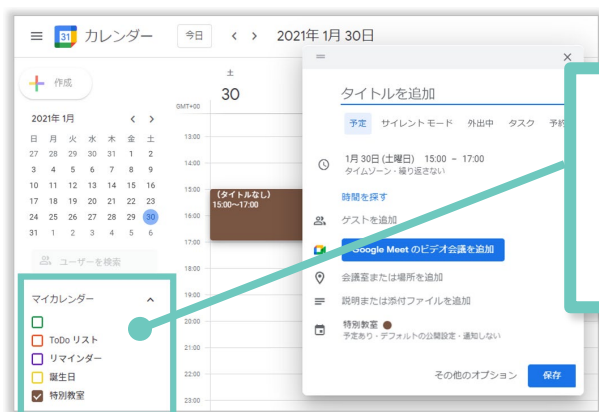 31 カレンダー 今日 < > 2021年 1月 30日
作成
2021年 1月 < >
日 月 火 水 木 金 土
27 28 29 30 31 1 2
3 4 5 6 7 8 9
10 11 12 13 14 15 16
17 18 19 20 21 22 23
24 25 26 27 28 29 30
31 1 2 3 4 5 6
ユーザーを検索
マイカレンダー
ToDo リスト
リマインダー
誕生日
特別教室
土
30
GMT+00
13:00
14:00
15:00
16:00
17:00
18:00
19:00
20:00
21:00
22:00
23:00
(タイトルなし)
15:00~17:00
タイトルを追加
予定 サイレント モード 外出中 タスク 予約
1月 30日 (土曜日) 15:00 – 17:00
タイムゾーン・繰り返さない
時間を探す
ゲストを追加
Google Meet のビデオ会議を追加
会議室または場所を追加
説明または添付ファイルを追加
特別教室
予定あり・デフォルトの公開設定・通知しない
その他のオプション 保存